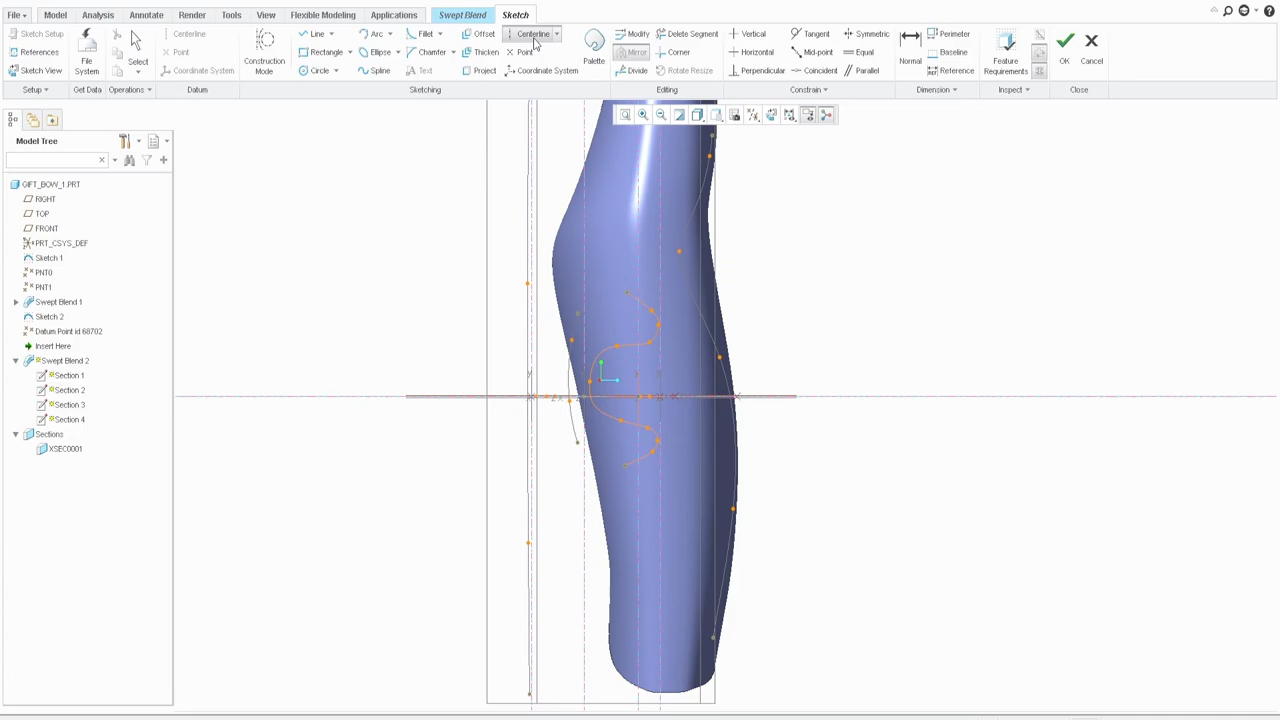 File Model Analysis Annotate Render Tools View Flexible Modeling Applications Swept Blend Sketch
Sketch Setup References Sketch View Setup
File System Get Data
Select Operations
Centerline Point Coordinate System Datum
Construction Mode Line Rectangle Circle Arc Ellipse Spline Fillet Chamfer Text Offset Thicken Project Centerline Point Coordinate System Palette Sketching
Modify Mirror Divide Delete Segment Corner Rotate Resize Editing
Vertical Horizontal Perpendicular Tangent Mid-point Coincident Symmetric Equal Parallel Constrain
Normal Perimeter Baseline Reference Dimension
Feature Requirements Inspect
OK Cancel Close
Model Tree
GIFT_BOW_1.PRT
RIGHT
TOP
FRONT
PRT_CSYS_DEF
Sketch 1
PNT0
PNT1
Swept Blend 1
Sketch 2
Datum Point id 68702
Insert Here
Swept Blend 2
Section 1
Section 2
Section 3
Section 4
Sections
XSEC0001